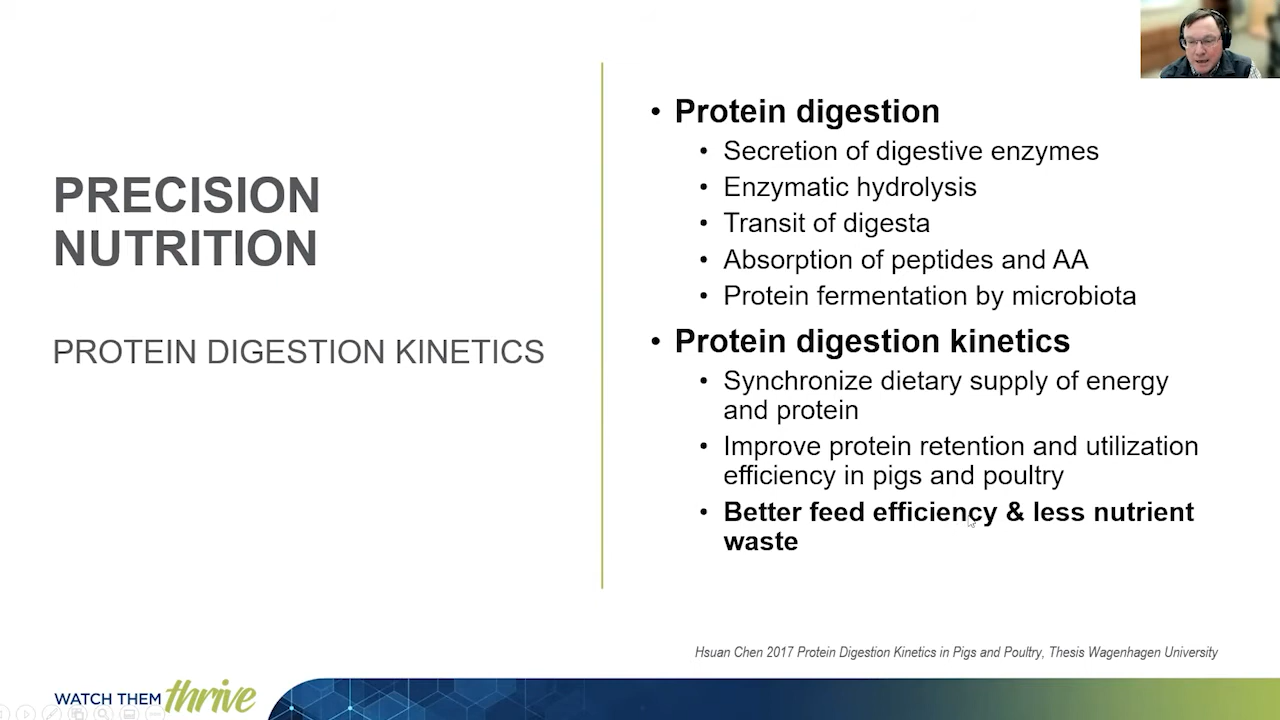 PRECISION
NUTRITION
PROTEIN DIGESTION KINETICS
• Protein digestion
• Secretion of digestive enzymes
• Enzymatic hydrolysis
• Transit of digesta
• Absorption of peptides and AA
• Protein fermentation by microbiota
• Protein digestion kinetics
• Synchronize dietary supply of energy
and protein
• Improve protein retention and utilization
efficiency in pigs and poultry
• Better feed efficiency & less nutrient
waste
Hsuan Chen 2017 Protein Digestion Kinetics in Pigs and Poultry, Thesis Wagenhagen University
WATCH THEM thrive